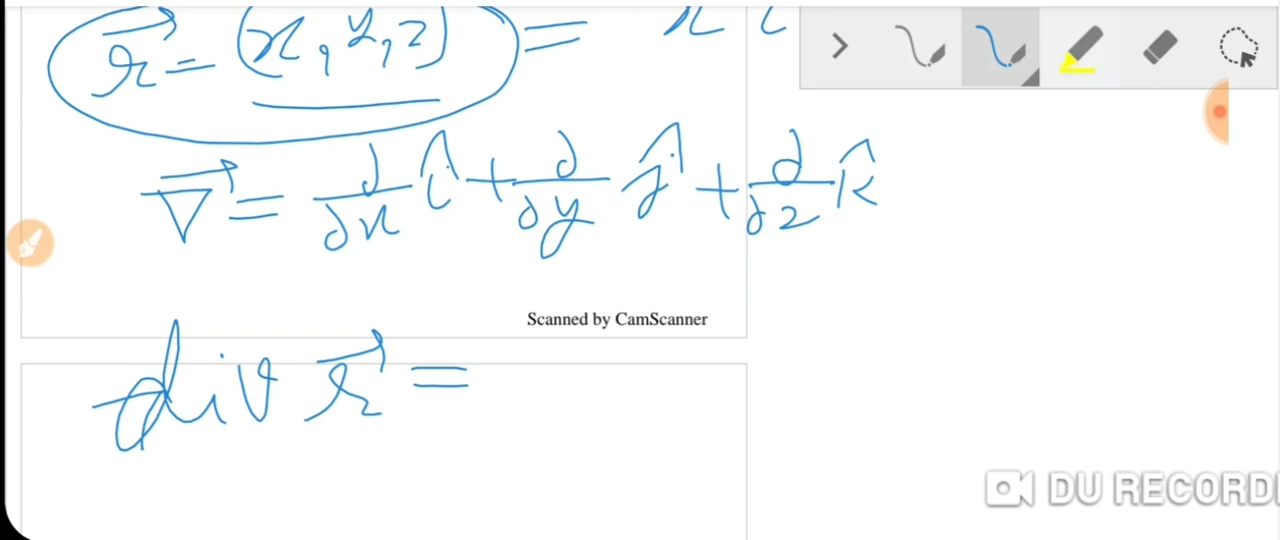 r⃗ = (x, y, z) = x i
∇⃗ = ∂/∂x î + ∂/∂y ĵ + ∂/∂z k̂
Scanned by CamScanner
div r⃗ =
DU RECORD